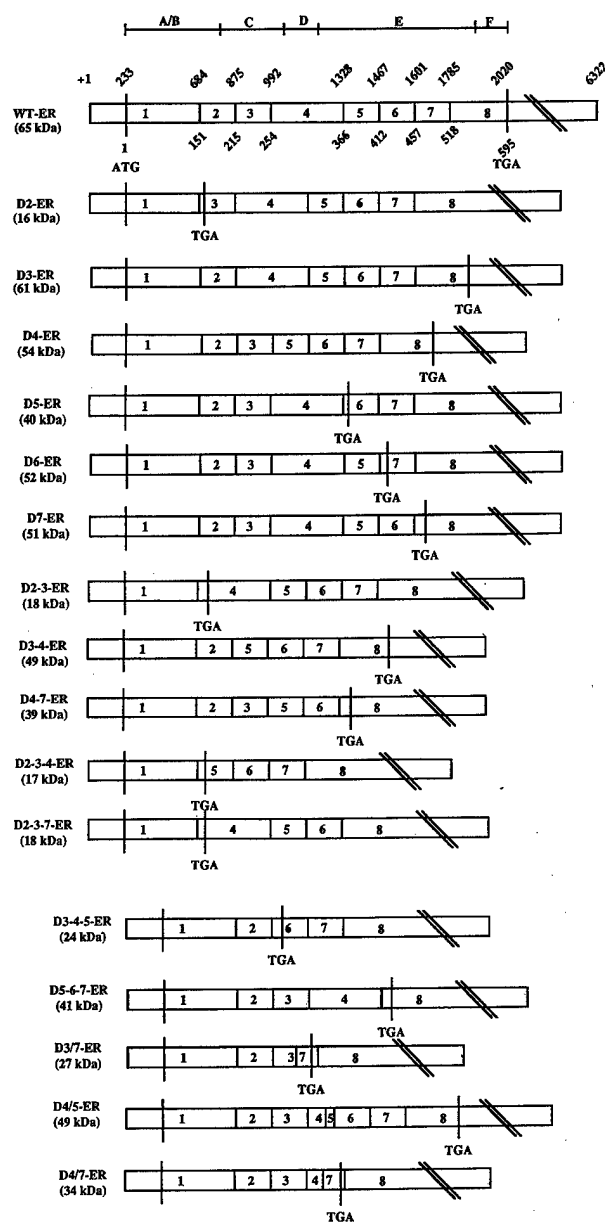 A/B C D E F
+1 233 684 875 992 1328 1467 1601 1785 2020 6322
WT-ER 1 2 3 4 5 6 7 8
(65 kDa) 1 151 215 254 366 412 457 518 595
ATG TGA
D2-ER 1 3 4 5 6 7 8
(16 kDa)
TGA
D3-ER 1 2 4 5 6 7 8
(61 kDa)
TGA
D4-ER 1 2 3 5 6 7 8
(54 kDa)
TGA
D5-ER 1 2 3 4 6 7 8
(40 kDa)
TGA
D6-ER 1 2 3 4 5 7 8
(52 kDa)
TGA
D7-ER 1 2 3 4 5 6 8
(51 kDa)
TGA
D2-3-ER 1 4 5 6 7 8
(18 kDa)
TGA
D3-4-ER 1 2 5 6 7 8
(49 kDa)
TGA
D4-7-ER 1 2 3 5 6 8
(39 kDa)
TGA
D2-3-4-ER 1 5 6 7 8
(17 kDa)
TGA
D2-3-7-ER 1 4 5 6 8
(18 kDa)
TGA
D3-4-5-ER 1 2 6 7 8
(24 kDa)
TGA
D5-6-7-ER 1 2 3 4 8
(41 kDa)
TGA
D3/7-ER 1 2 3 7 8
(27 kDa)
TGA
D4/5-ER 1 2 3 4 5 6 7 8
(49 kDa)
TGA
D4/7-ER 1 2 3 4 7 8
(34 kDa)
TGA